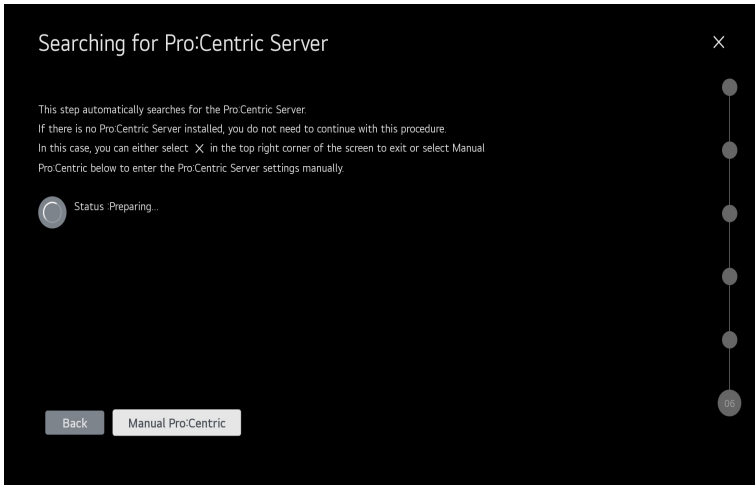 Searching for Pro:Centric Server
This step automatically searches for the Pro:Centric Server.
If there is no Pro:Centric Server installed, you do not need to continue with this procedure.
In this case, you can either select ✕ in the top right corner of the screen to exit or select Manual
Pro:Centric below to enter the Pro:Centric Server settings manually.
Status :Preparing...
06
Back
Manual Pro:Centric